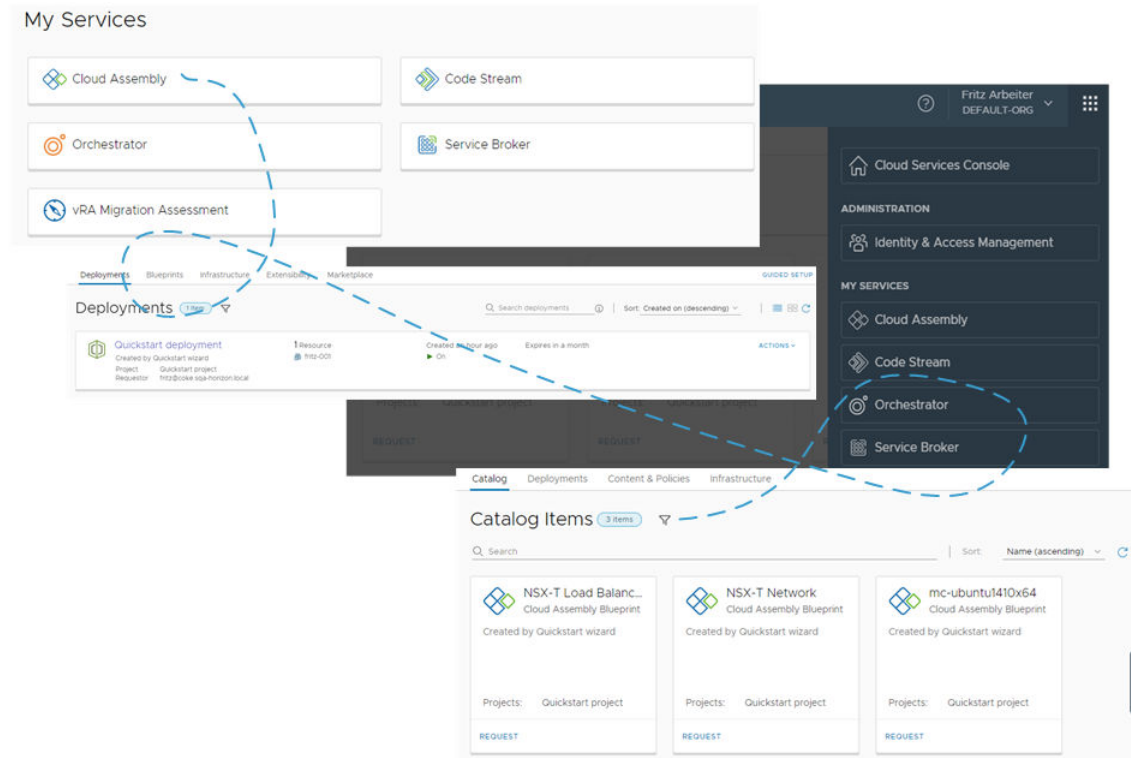 My Services
Cloud Assembly
Code Stream
Orchestrator
Service Broker
vRA Migration Assessment
Fritz Arbeiter
DEFAULT-ORG
Cloud Services Console
ADMINISTRATION
Identity & Access Management
MY SERVICES
Cloud Assembly
Code Stream
Orchestrator
Service Broker
Deployments Blueprints Infrastructure Extensibility Marketplace
GUIDED SETUP
Deployments 1 item
Search deployments
Sort: Created on (descending)
Quickstart deployment
Created by Quickstart wizard
Project Quickstart project
Requestor fritz@coke.sqa-horizon.local
1 Resource
fritz-001
Created an hour ago
On
Expires in a month
ACTIONS
Projects: Quickstart project
Projects: Quickstart project
REQUEST
REQUEST
Catalog Deployments Content & Policies Infrastructure
Catalog Items 3 items
Search
Sort: Name (ascending)
NSX-T Load Balanc...
Cloud Assembly Blueprint
Created by Quickstart wizard
Projects: Quickstart project
REQUEST
NSX-T Network
Cloud Assembly Blueprint
Created by Quickstart wizard
Projects: Quickstart project
REQUEST
mc-ubuntu1410x64
Cloud Assembly Blueprint
Created by Quickstart wizard
Projects: Quickstart project
REQUEST